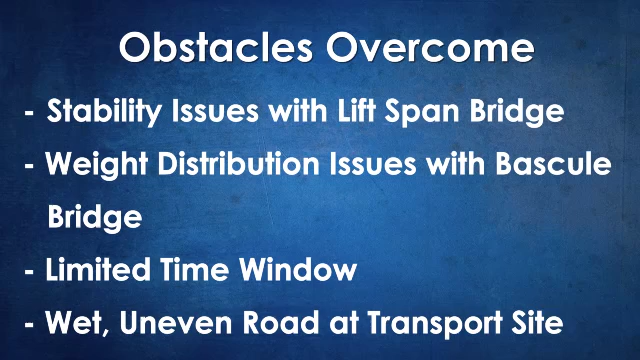 Obstacles Overcome
- Stability Issues with Lift Span Bridge
- Weight Distribution Issues with Bascule
Bridge
- Limited Time Window
- Wet, Uneven Road at Transport Site